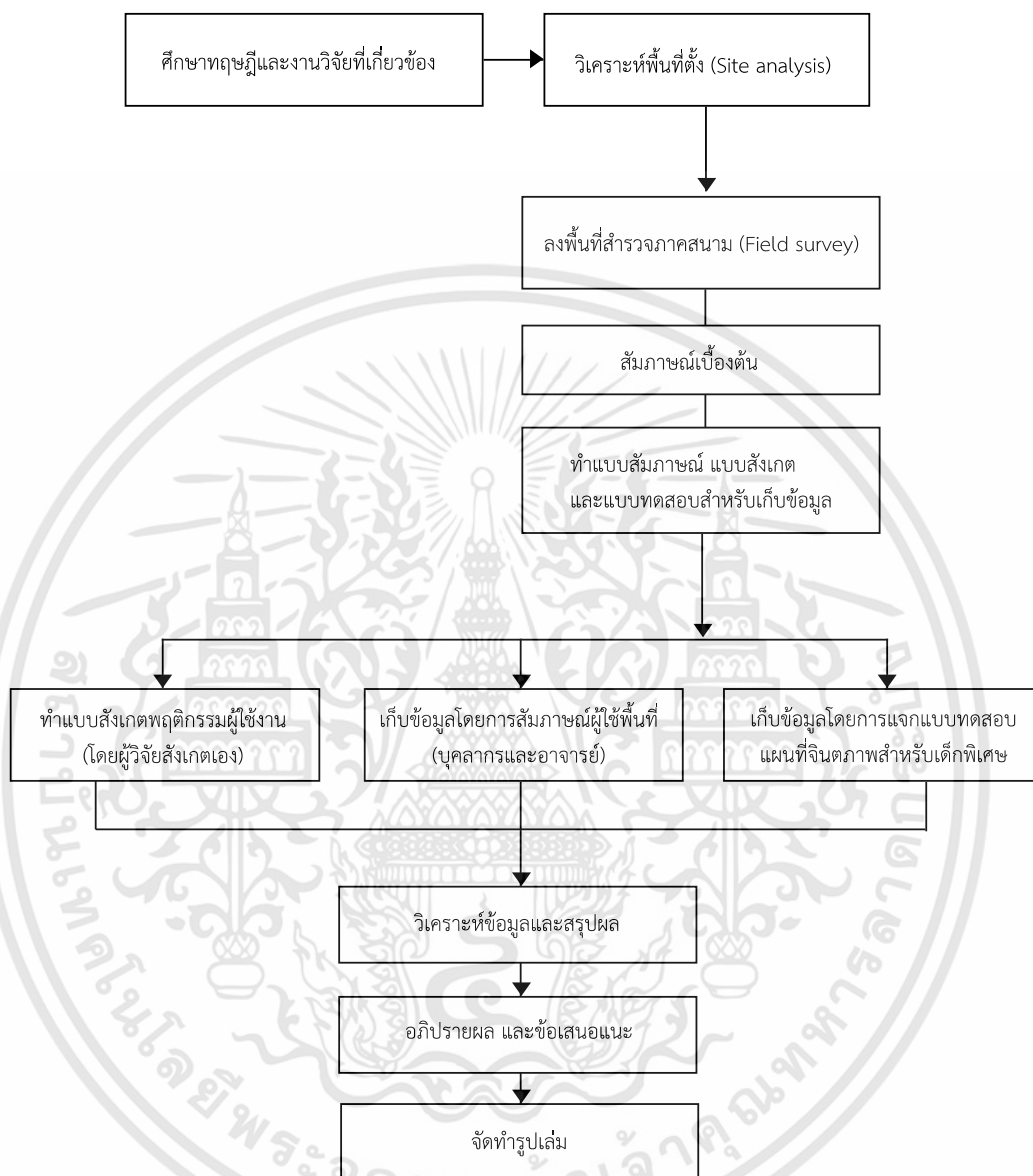 ศึกษาทฤษฎีและงานวิจัยที่เกี่ยวข้อง
วิเคราะห์พื้นที่ตั้ง (Site analysis)
ลงพื้นที่สำรวจภาคสนาม (Field survey)
สัมภาษณ์เบื้องต้น
ทำแบบสัมภาษณ์ แบบสังเกต
และแบบทดสอบสำหรับเก็บข้อมูล
ทำแบบสังเกตพฤติกรรมผู้ใช้งาน
(โดยผู้วิจัยสังเกตเอง)
เก็บข้อมูลโดยการสัมภาษณ์ผู้ใช้พื้นที่
(บุคลากรและอาจารย์)
เก็บข้อมูลโดยการแจกแบบทดสอบ
แผนที่จินตภาพสำหรับเด็กพิเศษ
วิเคราะห์ข้อมูลและสรุปผล
อภิปรายผล และข้อเสนอแนะ
จัดทำรูปเล่ม